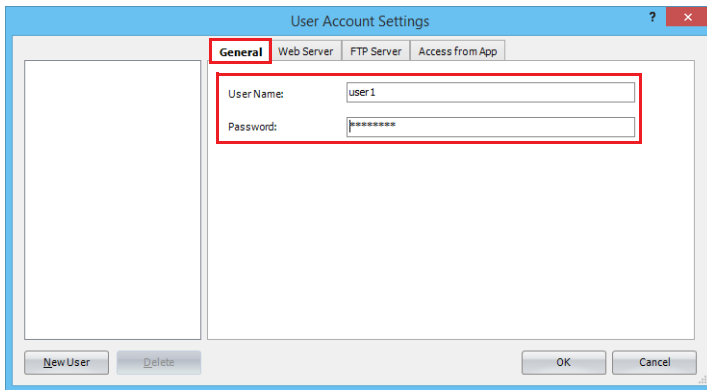 User Account Settings ?
General Web Server FTP Server Access from App
User Name: user1
Password: ********
New User Delete OK Cancel